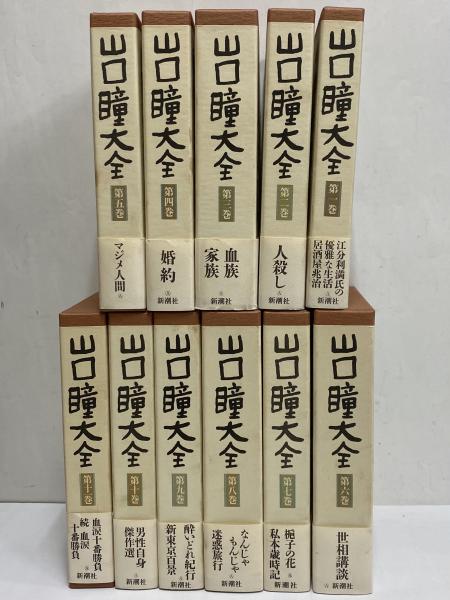 山口瞳大全
第一巻
江分利満氏の
優雅な生活
居酒屋兆治
新潮社
山口瞳大全
第二巻
人殺し
新潮社
山口瞳大全
第三巻
血族
家族
新潮社
山口瞳大全
第四巻
婚約
新潮社
山口瞳大全
第五巻
マジメ人間
山口瞳大全
第六巻
世相講談
新潮社
山口瞳大全
第七巻
梔子の花
私本歳時記
新潮社
山口瞳大全
第八巻
なんじゃ
もんじゃ
迷惑旅行
新潮社
山口瞳大全
第九巻
酔いどれ紀行
新東京百景
新潮社
山口瞳大全
第十巻
男性自身
傑作選
新潮社
山口瞳大全
第十一巻
血涙十番勝負
続 血涙
十番勝負
新潮社